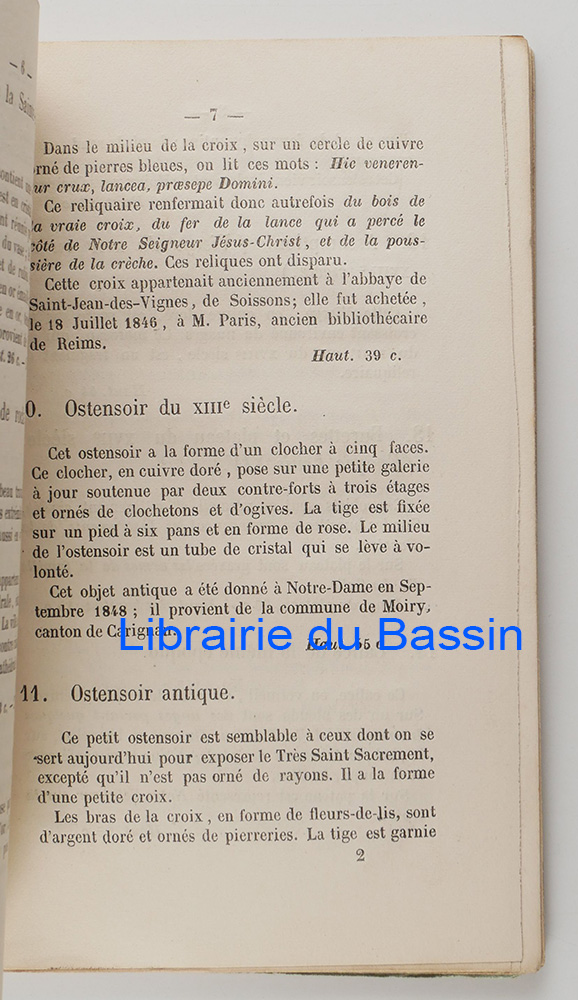 — 6 —
la Sain
— 7 —
Dans le milieu de la croix, sur un cercle de cuivre
orné de pierres bleues, on lit ces mots : Hic veneren-
ur crux, lancea, præsepe Domini.
Ce reliquaire renfermait donc autrefois du bois de
la vraie croix, du fer de la lance qui a percé le
côté de Notre Seigneur Jésus-Christ, et de la pous-
sière de la crèche. Ces reliques ont disparu.
Cette croix appartenait anciennement à l'abbaye de
Saint-Jean-des-Vignes, de Soissons; elle fut achetée,
le 18 Juillet 1846, à M. Paris, ancien bibliothécaire
de Reims.
Haut. 39 c.
0. Ostensoir du XIIIe siècle.
Cet ostensoir a la forme d'un clocher à cinq faces.
Ce clocher, en cuivre doré, pose sur une petite galerie
à jour soutenue par deux contre-forts à trois étages
et ornés de clochetons et d'ogives. La tige est fixée
sur un pied à six pans et en forme de rose. Le milieu
de l'ostensoir est un tube de cristal qui se lève à vo-
lonté.
Cet objet antique a été donné à Notre-Dame en Sep-
tembre 1848; il provient de la commune de Moiry,
canton de Carignan.
Haut. 55 c
Librairie du Bassin
11. Ostensoir antique.
Ce petit ostensoir est semblable à ceux dont on se
sert aujourd'hui pour exposer le Très Saint Sacrement,
excepté qu'il n'est pas orné de rayons. Il a la forme
d'une petite croix.
Les bras de la croix, en forme de fleurs-de-lis, sont
d'argent doré et ornés de pierreries. La tige est garnie
2